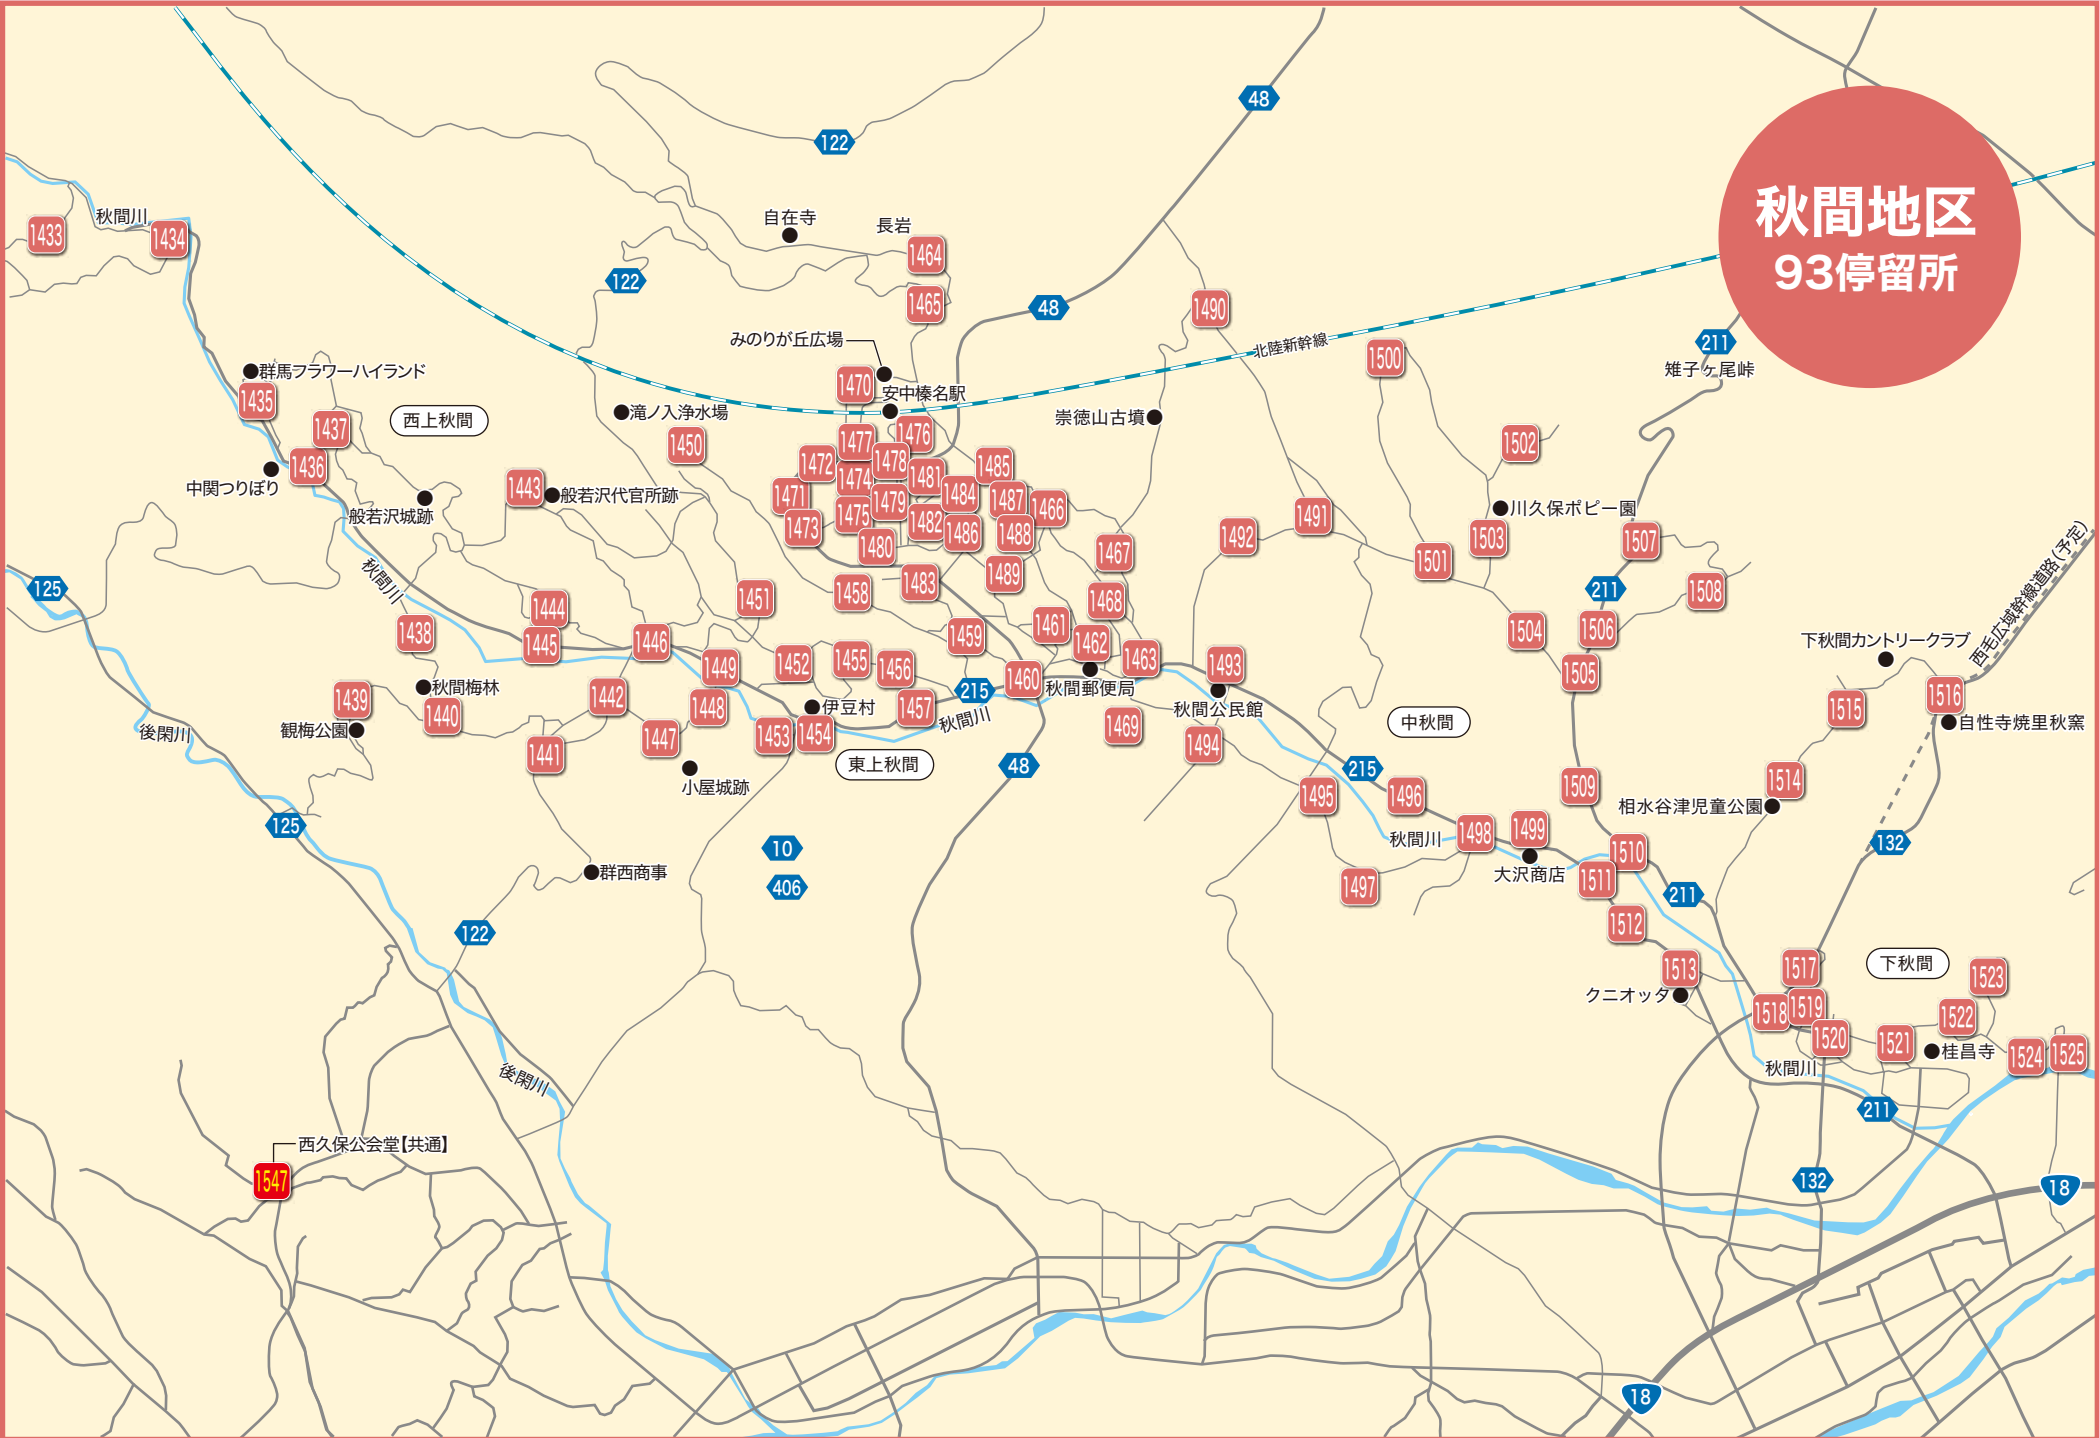 秋間地区
93停留所
48
122
秋間川
1433
1434
自在寺
長岩
1464
122
1465
48
1490
北陸新幹線
211
雉子ヶ尾峠
みのりが丘広場
1500
群馬フラワーハイランド
1435
1470
安中榛名駅
西上秋間
滝ノ入浄水場
崇徳山古墳
1437
1450
1477
1476
1502
1436
1472
1478
1485
中関つりぼり
1443
般若沢代官所跡
1471
1474
1481
1484
1487
1466
般若沢城跡
1473
1475
1479
1482
1486
1488
1491
川久保ポピー園
1492
1503
1507
1480
1467
1501
西毛広域幹線道路(予定)
125
秋間川
1489
1483
1458
211
1508
1451
1468
1444
1438
1445
1446
1459
1461
1462
1504
1506
下秋間カントリークラブ
1449
1452
1455
1456
1463
1493
1505
秋間梅林
1439
1442
1460
秋間郵便局
215
1516
1440
1448
伊豆村
1457
秋間川
秋間公民館
1515
自性寺焼里秋窯
観梅公園
後閑川
1447
1453
1454
1469
中秋間
1441
1494
東上秋間
48
215
小屋城跡
1514
1509
1495
1496
相水谷津児童公園
125
10
秋間川
1498
1499
132
1510
群西商事
406
1497
大沢商店
1511
211
122
1512
下秋間
1513
1517
1523
クニオッタ
1518
1519
1522
1520
1521
桂昌寺
1524
1525
後閑川
秋間川
211
西久保公会堂【共通】
1547
132
18
18